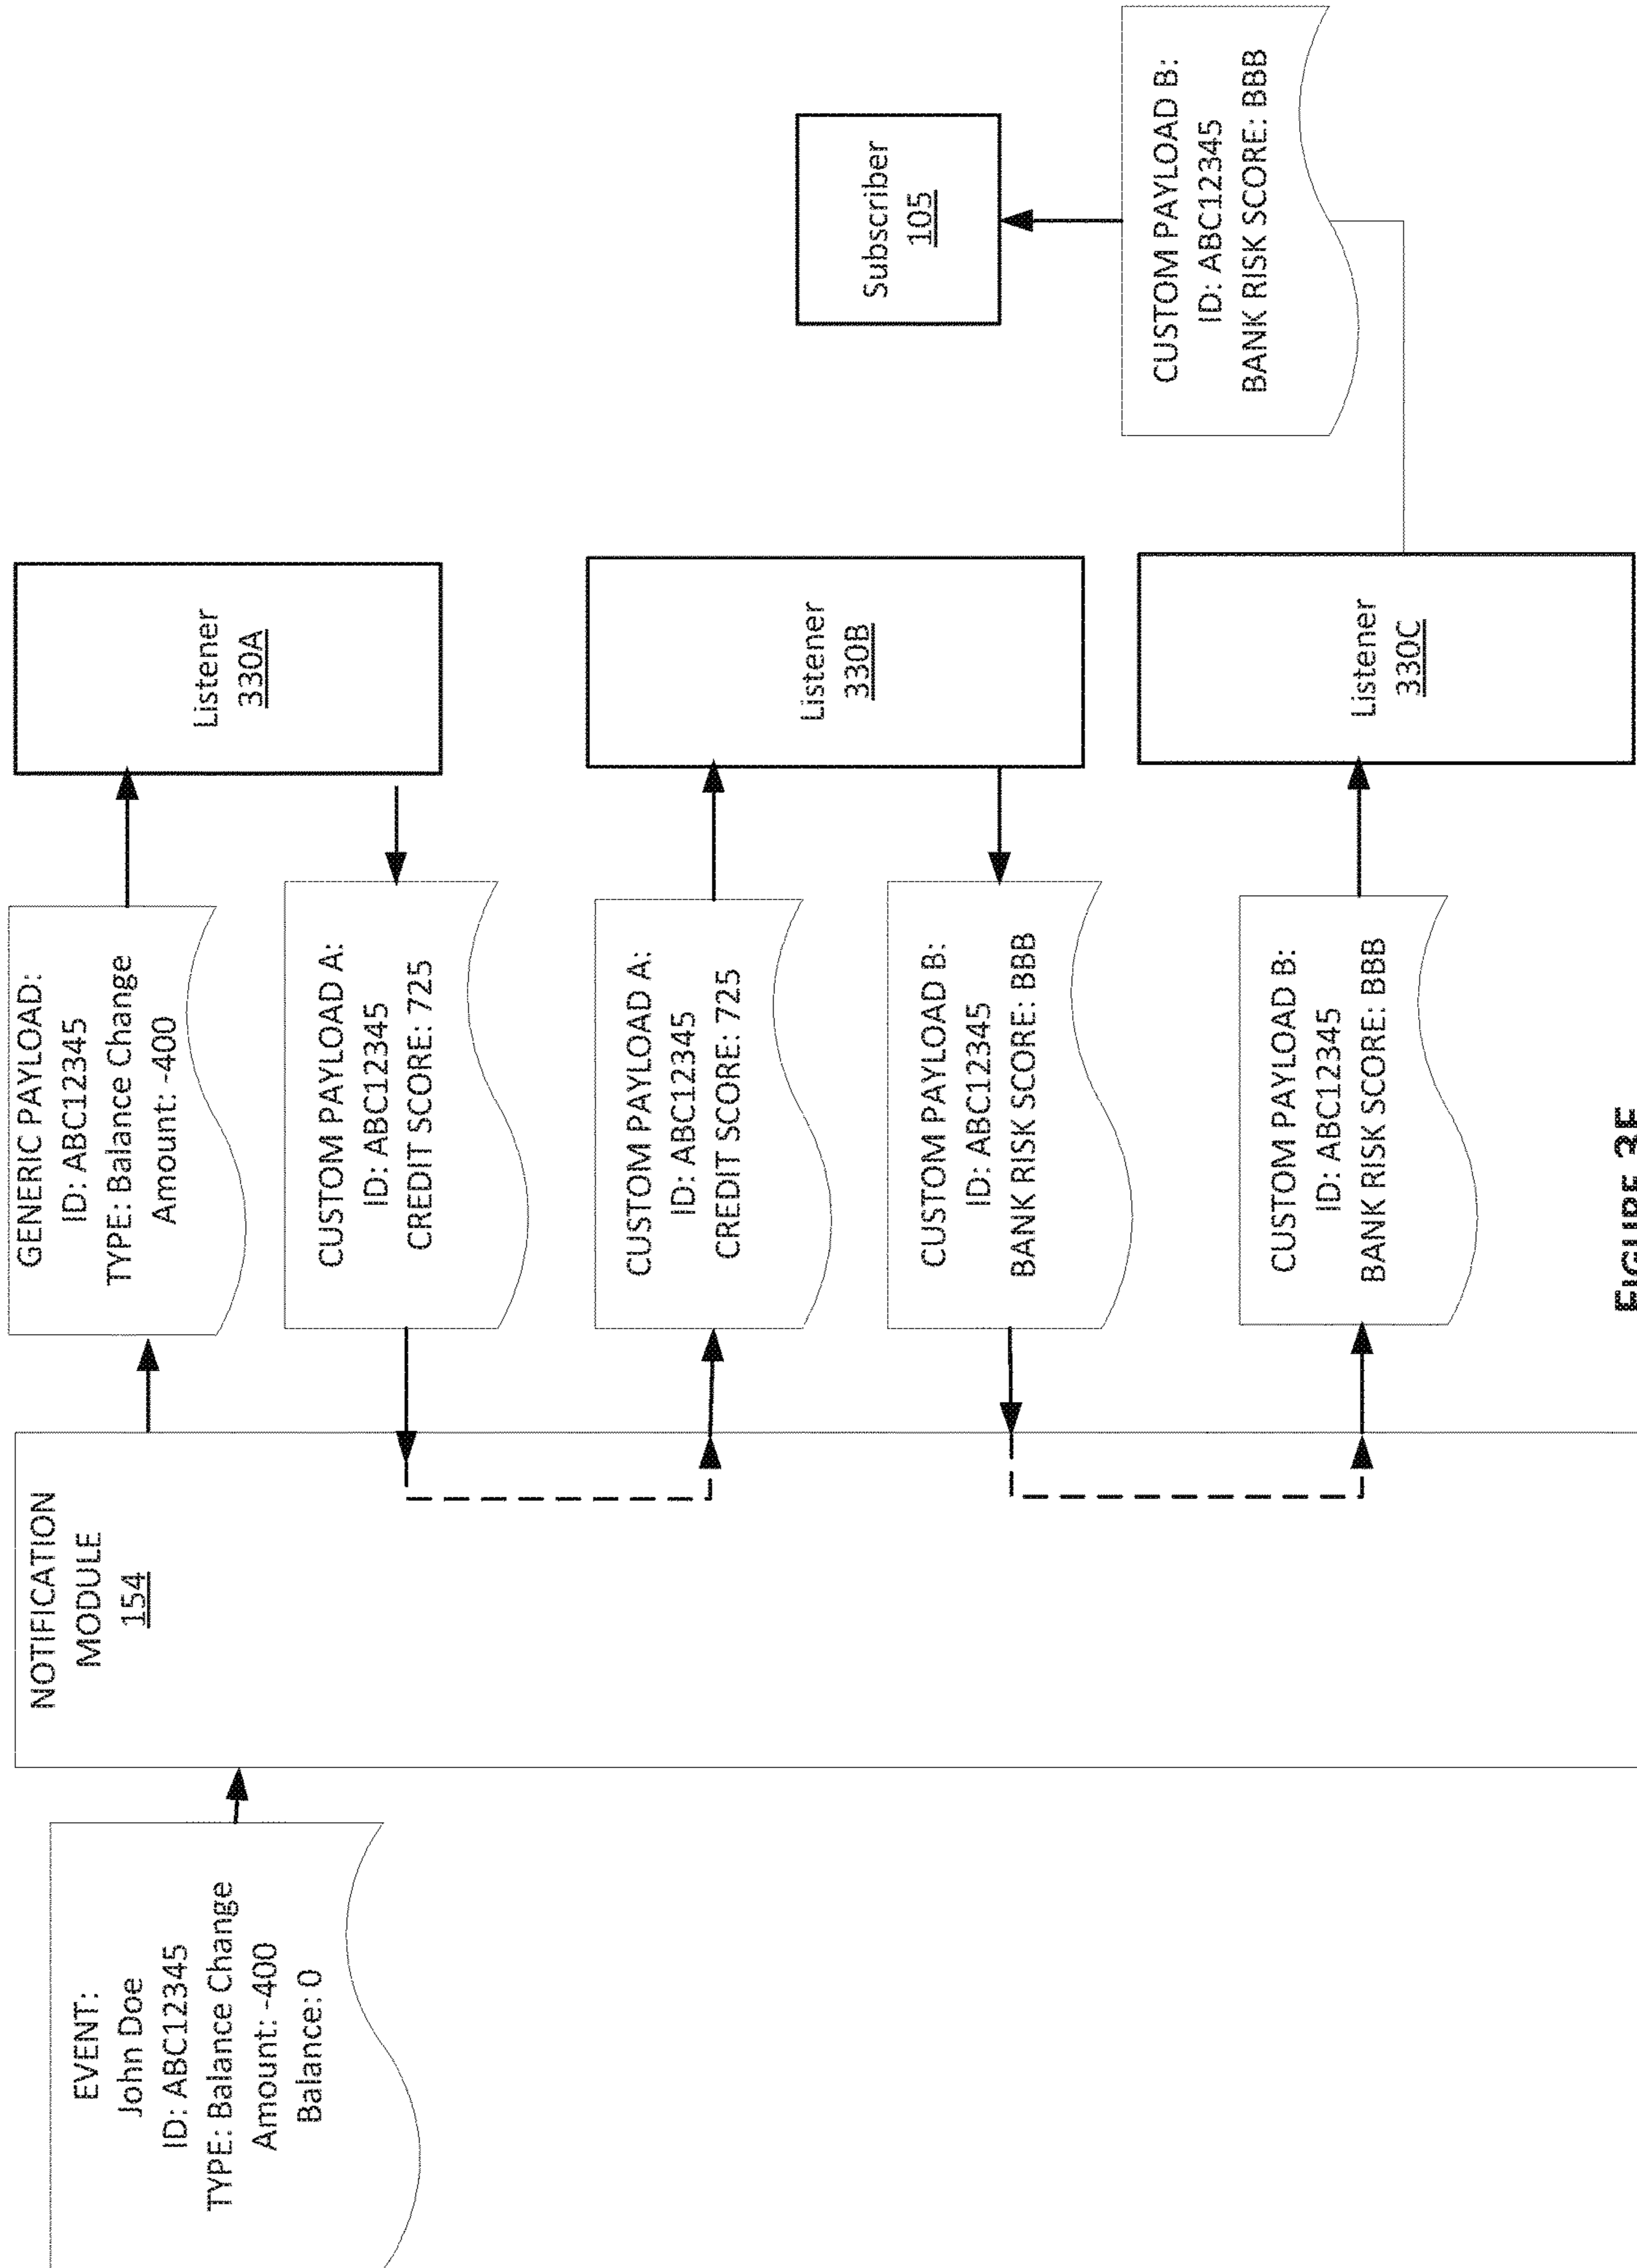 EVENT:
John Doe
ID: ABC12345
TYPE: Balance Change
Amount: -400
Balance: 0
NOTIFICATION
MODULE
154
GENERIC PAYLOAD:
ID: ABC12345
TYPE: Balance Change
Amount: -400
Listener
330A
CUSTOM PAYLOAD A:
ID: ABC12345
CREDIT SCORE: 725
CUSTOM PAYLOAD A:
ID: ABC12345
CREDIT SCORE: 725
Listener
330B
CUSTOM PAYLOAD B:
ID: ABC12345
BANK RISK SCORE: BBB
CUSTOM PAYLOAD B:
ID: ABC12345
BANK RISK SCORE: BBB
Listener
330C
Subscriber
105
CUSTOM PAYLOAD B:
ID: ABC12345
BANK RISK SCORE: BBB
FIGURE